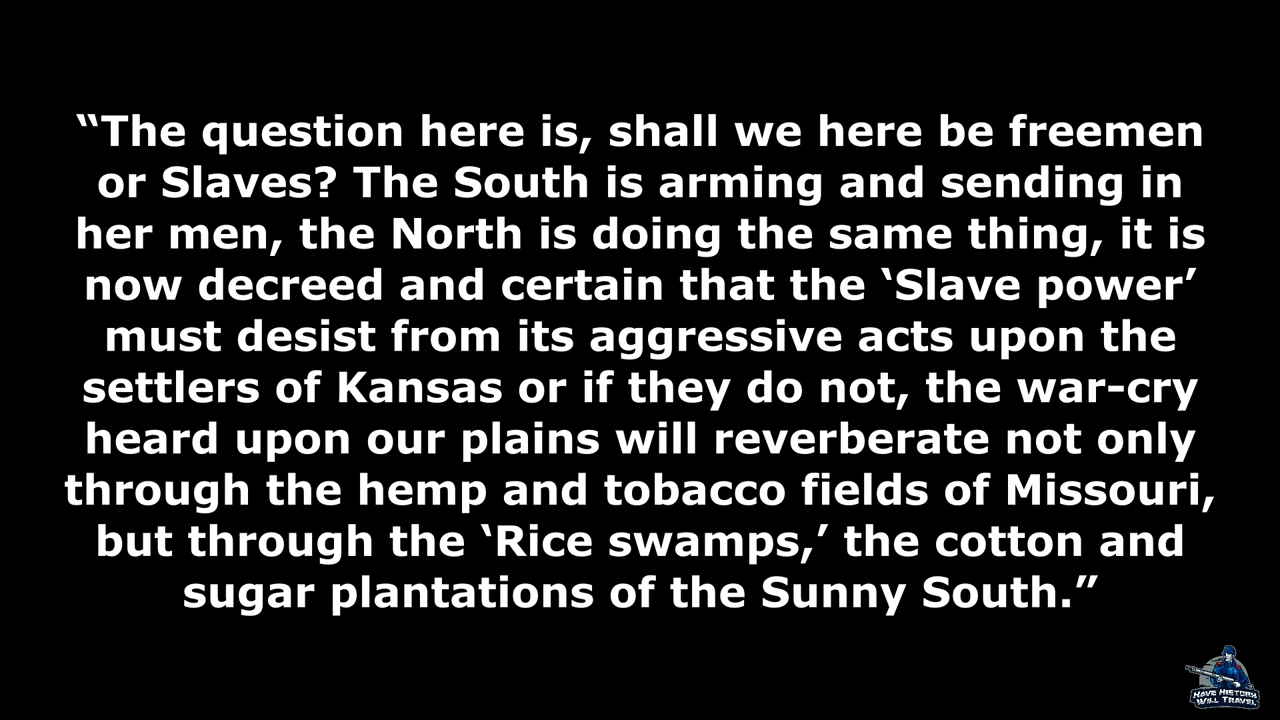 “The question here is, shall we here be freemen
or Slaves? The South is arming and sending in
her men, the North is doing the same thing, it is
now decreed and certain that the ‘Slave power’
must desist from its aggressive acts upon the
settlers of Kansas or if they do not, the war-cry
heard upon our plains will reverberate not only
through the hemp and tobacco fields of Missouri,
but through the ‘Rice swamps,’ the cotton and
sugar plantations of the Sunny South.”
HAVE HISTORY
WILL TRAVEL